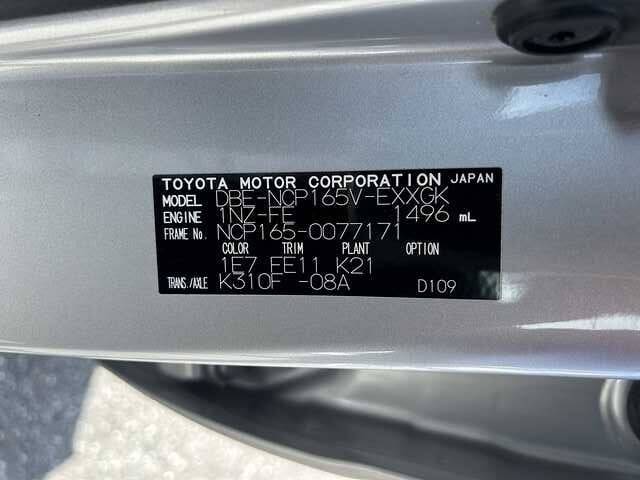 TOYOTA MOTOR CORPORATION JAPAN
MODEL DBE-NCP165V-EXXGK
ENGINE 1NZ-FE 1496 mL
FRAME No. NCP165-0077171
COLOR TRIM PLANT OPTION
1E7 FE11 K21
TRANS./AXLE K310F -08A D109